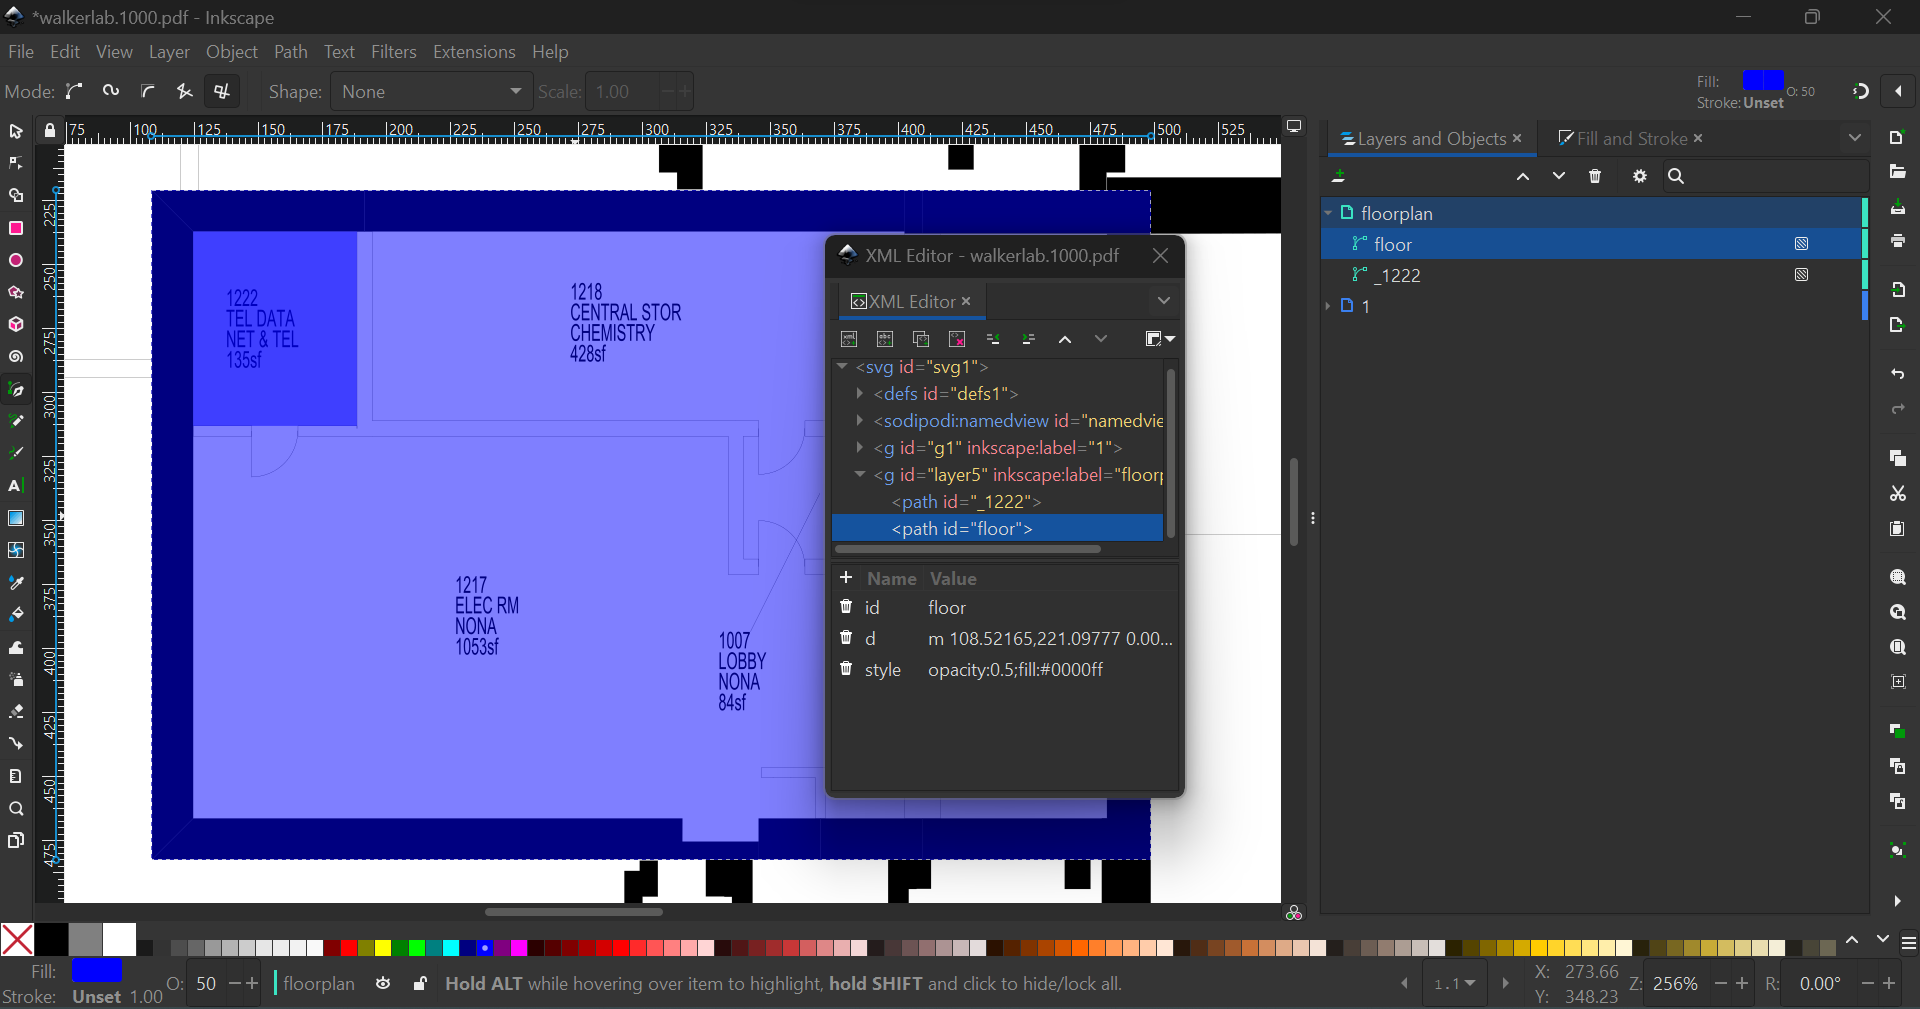 *walkerlab.1000.pdf - Inkscape
File Edit View Layer Object Path Text Filters Extensions Help
Mode: Shape: None Scale: 1.00
Fill: O: 50
Stroke: Unset
75 100 125 150 175 200 225 250 275 300 325 350 375 400 425 450 475 500 525
225 250 275 300 325 350 375 400 425 450 475
1222
TEL DATA
NET & TEL
135sf
1218
CENTRAL STOR
CHEMISTRY
428sf
1217
ELEC RM
NONA
1053sf
1007
LOBBY
NONA
84sf
XML Editor - walkerlab.1000.pdf
XML Editor
<svg id="svg1">
<defs id="defs1">
<sodipodi:namedview id="namedvie
<g id="g1" inkscape:label="1">
<g id="layer5" inkscape:label="floorp
<path id="_1222">
<path id="floor">
Name Value
id floor
d m 108.52165,221.09777 0.00...
style opacity:0.5;fill:#0000ff
Layers and Objects
Fill and Stroke
floorplan
floor
_1222
1
Fill:
Stroke: Unset 1.00
O: 50
floorplan
Hold ALT while hovering over item to highlight, hold SHIFT and click to hide/lock all.
1.1
X: 273.66
Y: 348.23
Z: 256%
R: 0.00°